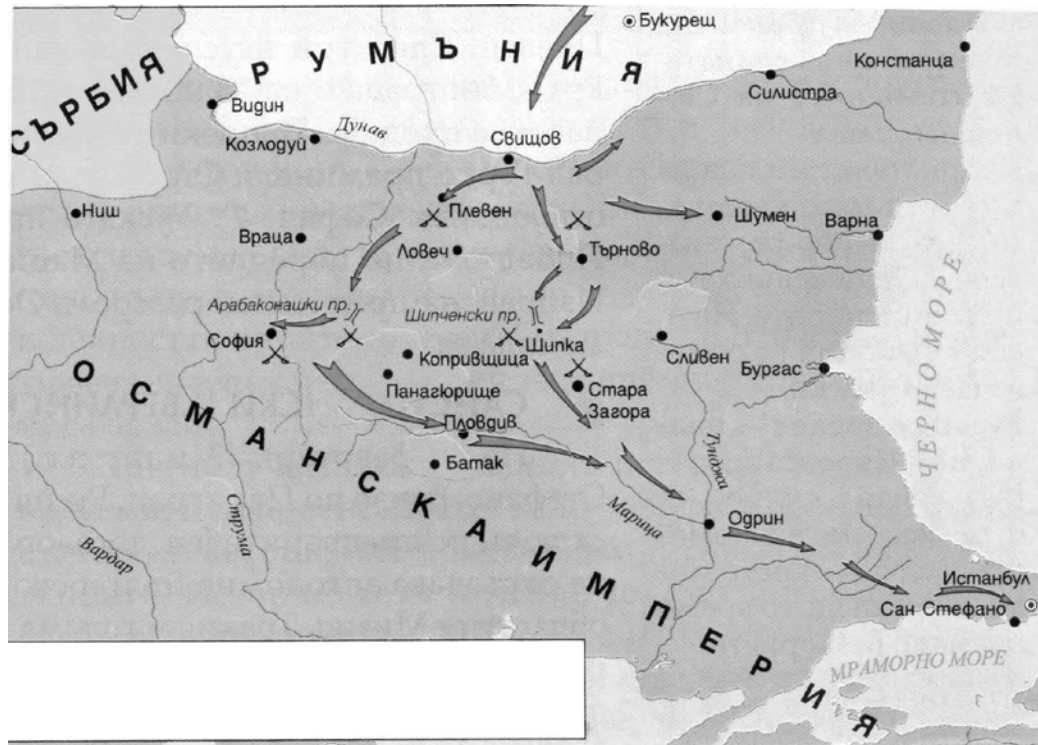 Букурещ
Констанца
РУМЪНИЯ
СЪРБИЯ
Силистра
Видин
Дунав
Козлодуй
Свищов
Ниш
Плевен
Шумен
Варна
Враца
Ловеч
Търново
ЧЕРНО МОРЕ
Арабаконашки пр.
Шипченски пр.
София
Шипка
Сливен
Копривщица
Бургас
Панагюрище
Стара
Загора
ОСМАНСКА ИМПЕРИЯ
Пловдив
Батак
Тунджа
Марица
Одрин
Струма
Вардар
Истанбул
Сан Стефано
МРАМОРНО МОРЕ